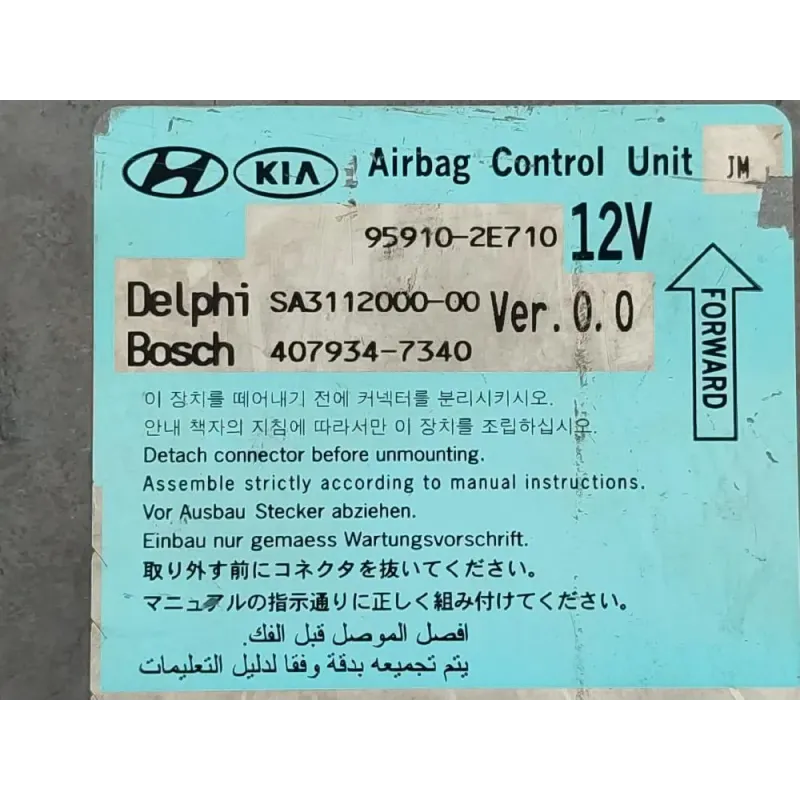 KIA Airbag Control Unit JM
95910-2E710 12V
Delphi SA3112000-00 Ver.0.0
Bosch 407934-7340
FORWARD
이 장치를 떼어내기 전에 커넥터를 분리시키시오.
안내 책자의 지침에 따라서만 이 장치를 조립하십시오.
Detach connector before unmounting.
Assemble strictly according to manual instructions.
Vor Ausbau Stecker abziehen.
Einbau nur gemaess Wartungsvorschrift.
取り外す前にコネクタを抜いてください。
マニュアルの指示通りに正しく組み付けてください。
افصل الموصل قبل الفك.
يتم تجميعه بدقة وفقا لدليل التعليمات